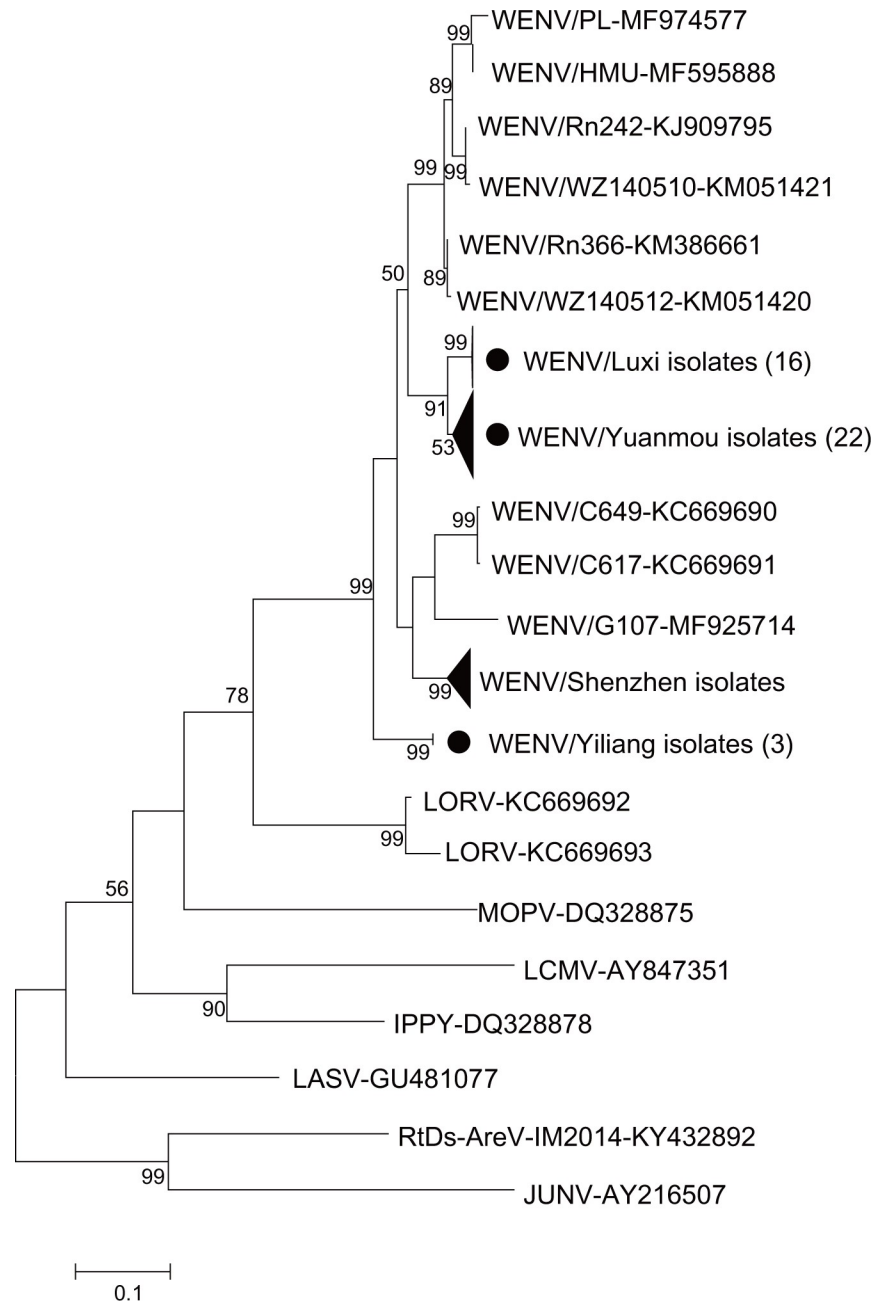 WENV/PL-MF974577
99
WENV/HMU-MF595888
89
WENV/Rn242-KJ909795
99
99
WENV/WZ140510-KM051421
WENV/Rn366-KM386661
50
89
WENV/WZ140512-KM051420
99
WENV/Luxi isolates (16)
91
WENV/Yuanmou isolates (22)
53
WENV/C649-KC669690
99
WENV/C617-KC669691
99
WENV/G107-MF925714
WENV/Shenzhen isolates
99
78
WENV/Yiliang isolates (3)
99
LORV-KC669692
99
LORV-KC669693
56
MOPV-DQ328875
LCMV-AY847351
90
IPPY-DQ328878
LASV-GU481077
RtDs-AreV-IM2014-KY432892
99
JUNV-AY216507
0.1